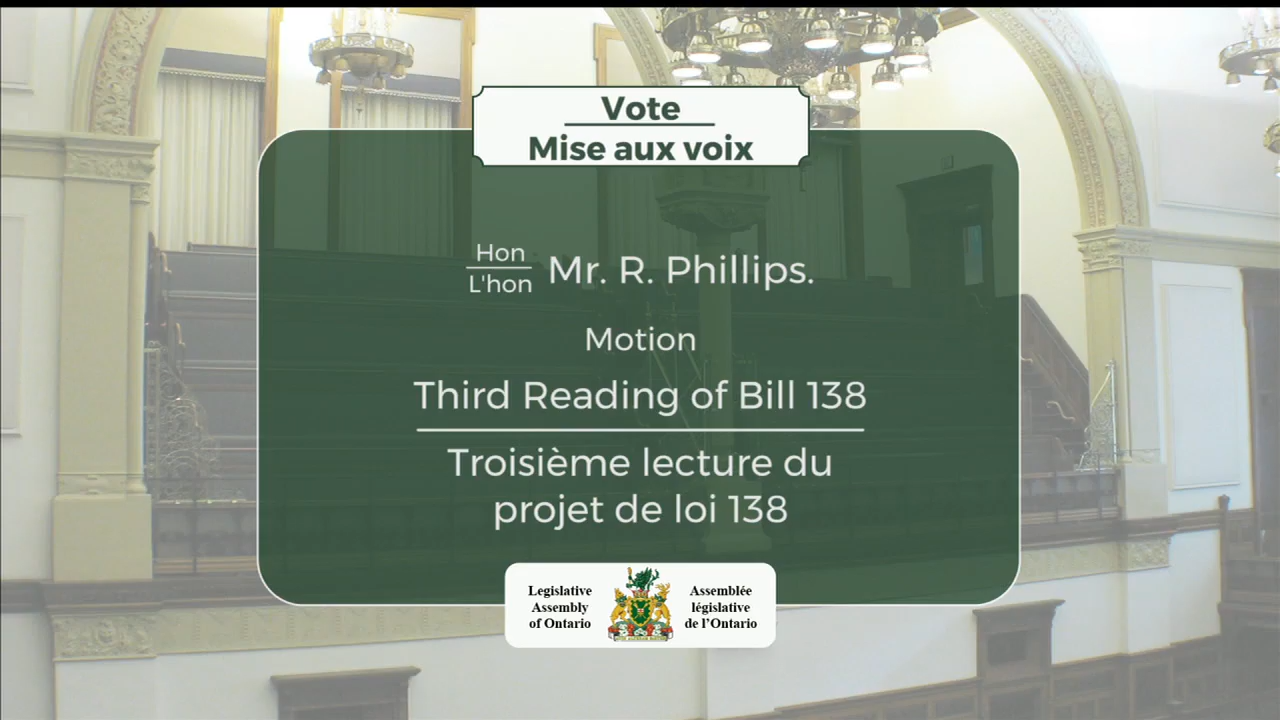 Vote
Mise aux voix
Hon
L'hon
Mr. R. Phillips.
Motion
Third Reading of Bill 138
Troisième lecture du
projet de loi 138
Legislative
Assembly
of Ontario
Assemblée
législative
de l'Ontario